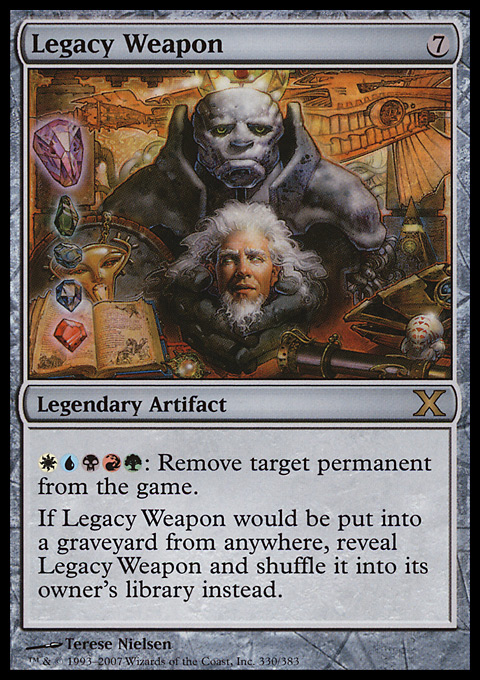 Legacy Weapon 7
Legendary Artifact X
: Remove target permanent
from the game.
If Legacy Weapon would be put into
a graveyard from anywhere, reveal
Legacy Weapon and shuffle it into its
owner's library instead.
Terese Nielsen
™ & © 1993–2007 Wizards of the Coast, Inc. 330/383